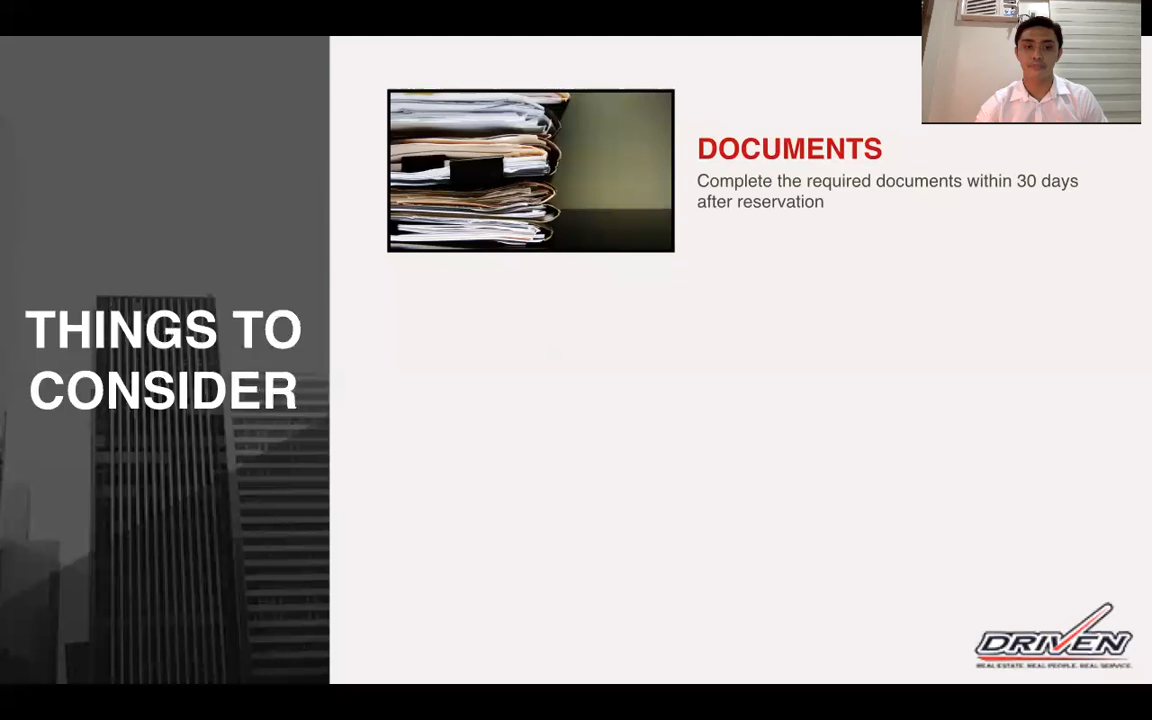 THINGS TO
CONSIDER
DOCUMENTS
Complete the required documents within 30 days
after reservation
DRIVEN
REAL ESTATE. REAL PEOPLE. REAL SERVICE.